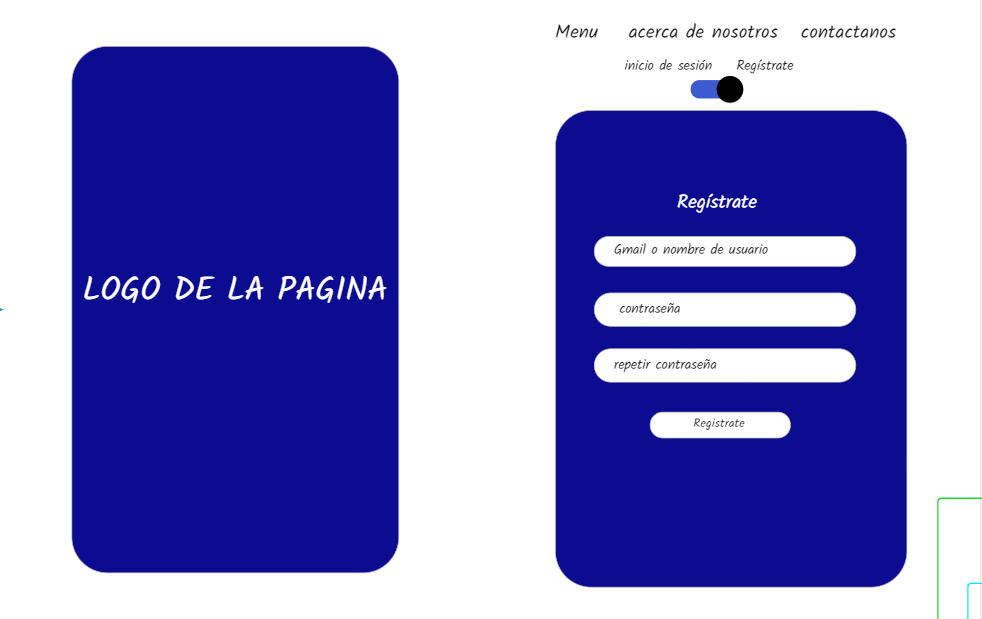 LOGO DE LA PAGINA
Menu acerca de nosotros contactanos
inicio de sesión Regístrate
Regístrate
Gmail o nombre de usuario
contraseña
repetir contraseña
Registrate